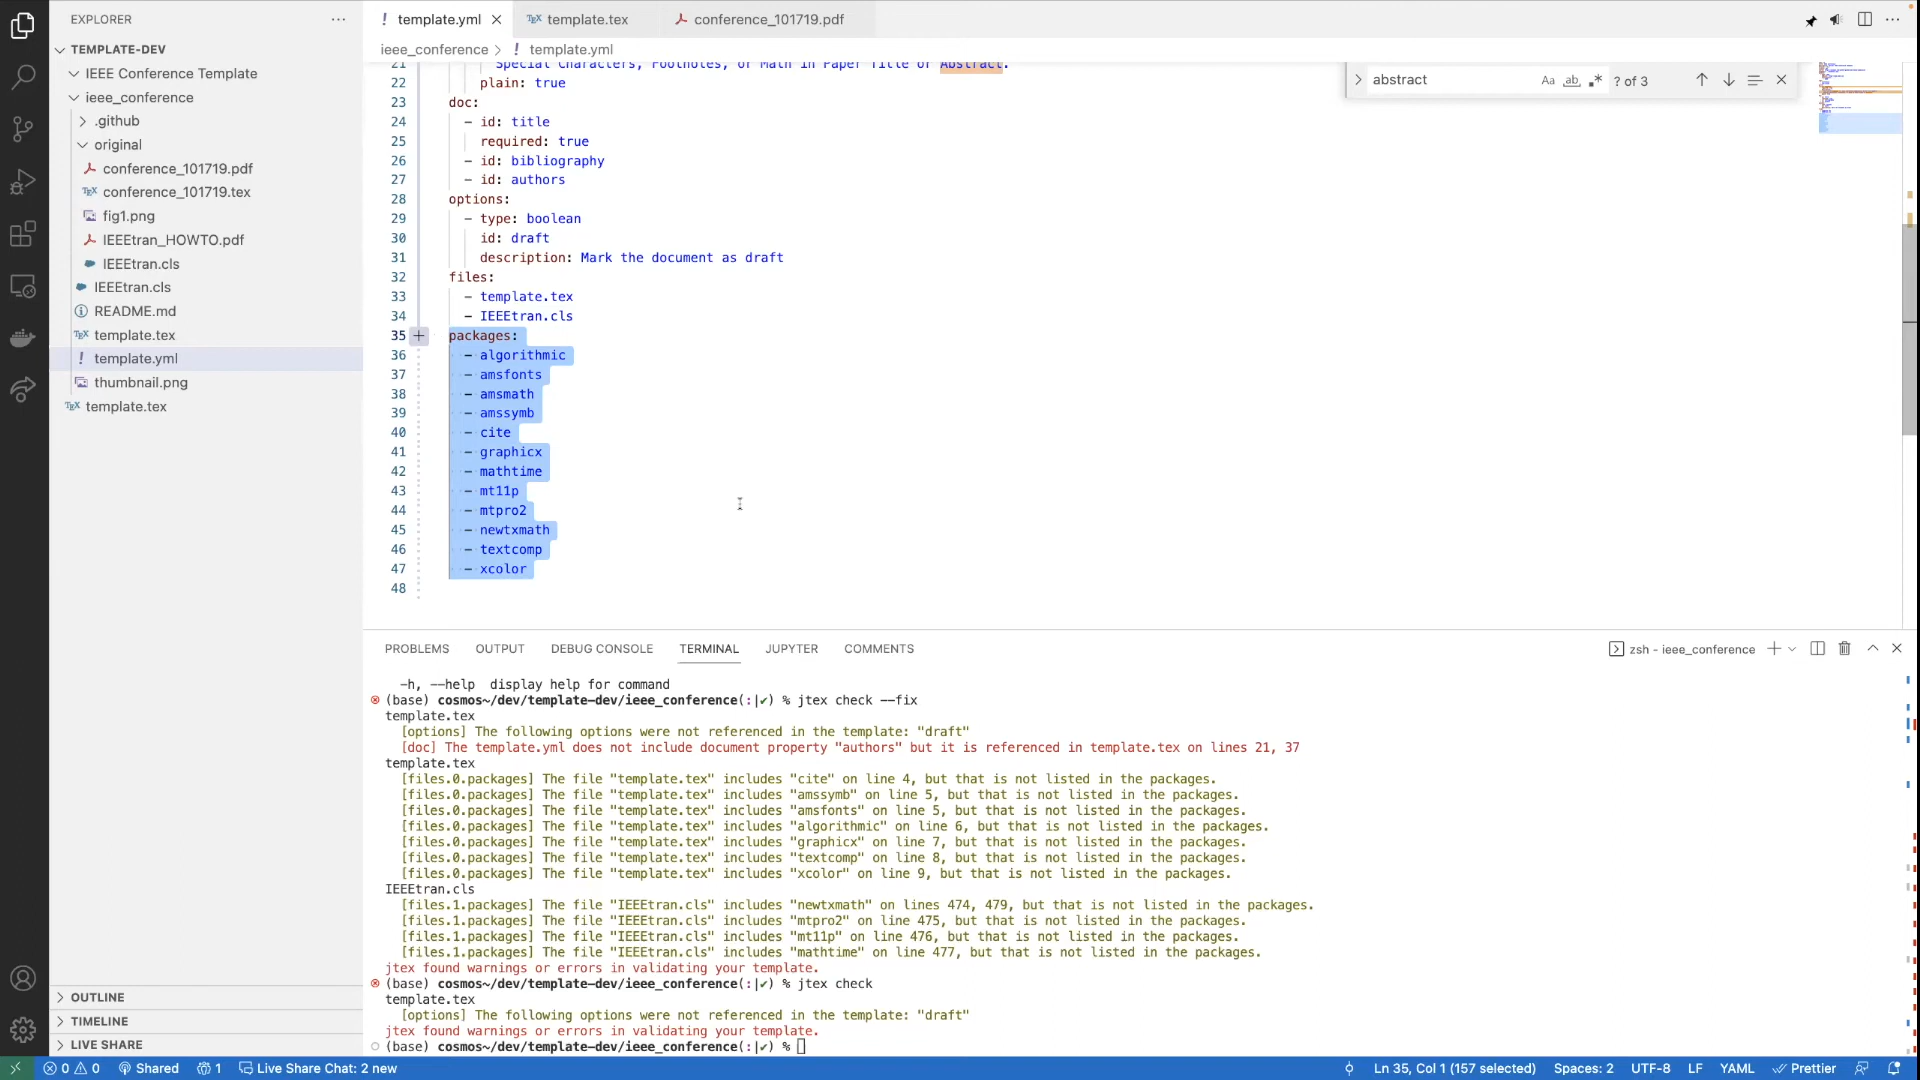 EXPLORER
TEMPLATE-DEV
IEEE Conference Template
ieee_conference
.github
original
conference_101719.pdf
conference_101719.tex
fig1.png
IEEEtran_HOWTO.pdf
IEEEtran.cls
IEEEtran.cls
README.md
template.tex
template.yml
thumbnail.png
template.tex
OUTLINE
TIMELINE
LIVE SHARE
template.yml
template.tex
conference_101719.pdf
ieee_conference > ! template.yml
abstract
Aa ab .* ? of 3
21 Special Characters, Footnotes, or Math in Paper Title or Abstract.
22 plain: true
23 doc:
24 - id: title
25 required: true
26 - id: bibliography
27 - id: authors
28 options:
29 - type: boolean
30 id: draft
31 description: Mark the document as draft
32 files:
33 - template.tex
34 - IEEEtran.cls
35 packages:
36 - algorithmic
37 - amsfonts
38 - amsmath
39 - amssymb
40 - cite
41 - graphicx
42 - mathtime
43 - mt11p
44 - mtpro2
45 - newtxmath
46 - textcomp
47 - xcolor
48
PROBLEMS OUTPUT DEBUG CONSOLE TERMINAL JUPYTER COMMENTS
zsh - ieee_conference
-h, --help display help for command
(base) cosmos~/dev/template-dev/ieee_conference(:|✔) % jtex check --fix
template.tex
[options] The following options were not referenced in the template: "draft"
[doc] The template.yml does not include document property "authors" but it is referenced in template.tex on lines 21, 37
template.tex
[files.0.packages] The file "template.tex" includes "cite" on line 4, but that is not listed in the packages.
[files.0.packages] The file "template.tex" includes "amssymb" on line 5, but that is not listed in the packages.
[files.0.packages] The file "template.tex" includes "amsfonts" on line 5, but that is not listed in the packages.
[files.0.packages] The file "template.tex" includes "algorithmic" on line 6, but that is not listed in the packages.
[files.0.packages] The file "template.tex" includes "graphicx" on line 7, but that is not listed in the packages.
[files.0.packages] The file "template.tex" includes "textcomp" on line 8, but that is not listed in the packages.
[files.0.packages] The file "template.tex" includes "xcolor" on line 9, but that is not listed in the packages.
IEEEtran.cls
[files.1.packages] The file "IEEEtran.cls" includes "newtxmath" on lines 474, 479, but that is not listed in the packages.
[files.1.packages] The file "IEEEtran.cls" includes "mtpro2" on line 475, but that is not listed in the packages.
[files.1.packages] The file "IEEEtran.cls" includes "mt11p" on line 476, but that is not listed in the packages.
[files.1.packages] The file "IEEEtran.cls" includes "mathtime" on line 477, but that is not listed in the packages.
jtex found warnings or errors in validating your template.
(base) cosmos~/dev/template-dev/ieee_conference(:|✔) % jtex check
template.tex
[options] The following options were not referenced in the template: "draft"
jtex found warnings or errors in validating your template.
(base) cosmos~/dev/template-dev/ieee_conference(:|✔) %
0 0 Shared 1 Live Share Chat: 2 new
Ln 35, Col 1 (157 selected) Spaces: 2 UTF-8 LF YAML Prettier